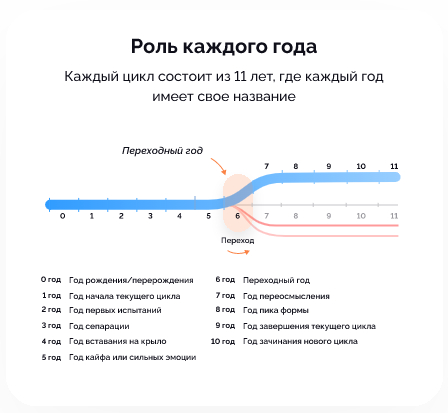 Роль каждого года
Каждый цикл состоит из 11 лет, где каждый год
имеет свое название
Переходный год
7 8 9 10 11
0 1 2 3 4 5 6 7 8 9 10 11
Переход
0 год Год рождения/перерождения
1 год Год начала текущего цикла
2 год Год первых испытаний
3 год Год сепарации
4 год Год вставания на крыло
5 год Год кайфа или сильных эмоции
6 год Переходный год
7 год Год переосмысления
8 год Год пика формы
9 год Год завершения текущего цикла
10 год Год зачинания нового цикла